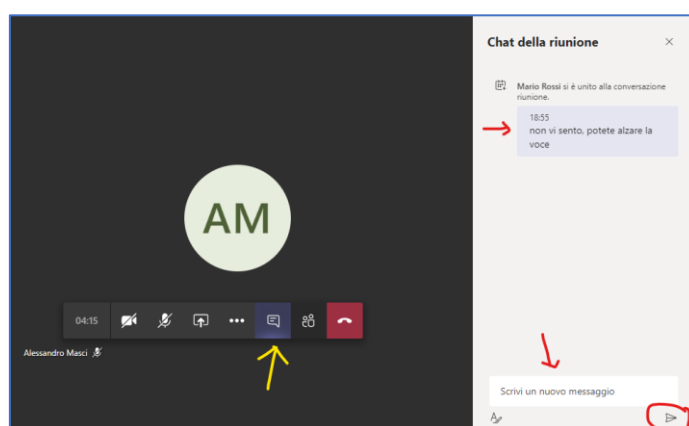 Chat della riunione
Mario Rossi si è unito alla conversazione
riunione.
18:55
non vi sento, potete alzare la
voce
AM
04:15
Alessandro Masci
Scrivi un nuovo messaggio